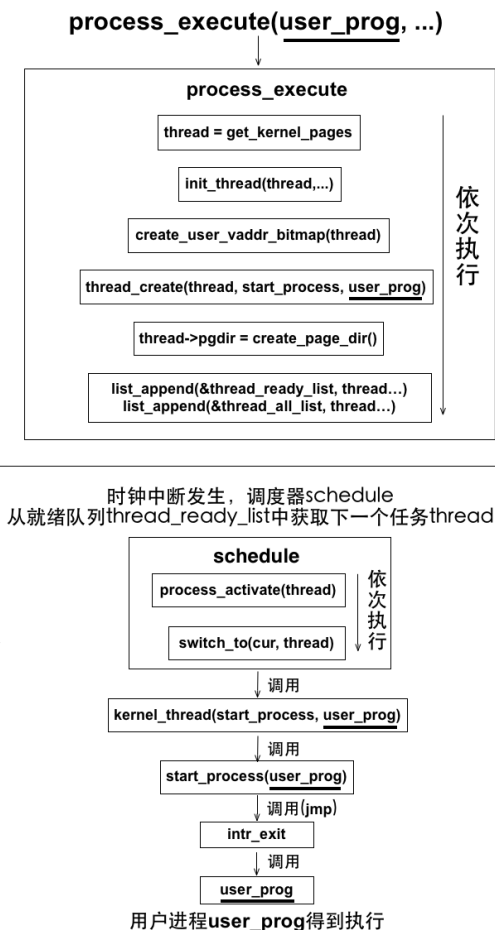 process_execute(user_prog, ...)
process_execute
thread = get_kernel_pages
init_thread(thread,...)
create_user_vaddr_bitmap(thread)
thread_create(thread, start_process, user_prog)
thread->pgdir = create_page_dir()
list_append(&thread_ready_list, thread…)
list_append(&thread_all_list, thread…)
依次执行
时钟中断发生，调度器schedule
从就绪队列thread_ready_list中获取下一个任务thread
schedule
process_activate(thread)
switch_to(cur, thread)
依次执行
调用
kernel_thread(start_process, user_prog)
调用
start_process(user_prog)
调用(jmp)
intr_exit
调用
user_prog
用户进程user_prog得到执行